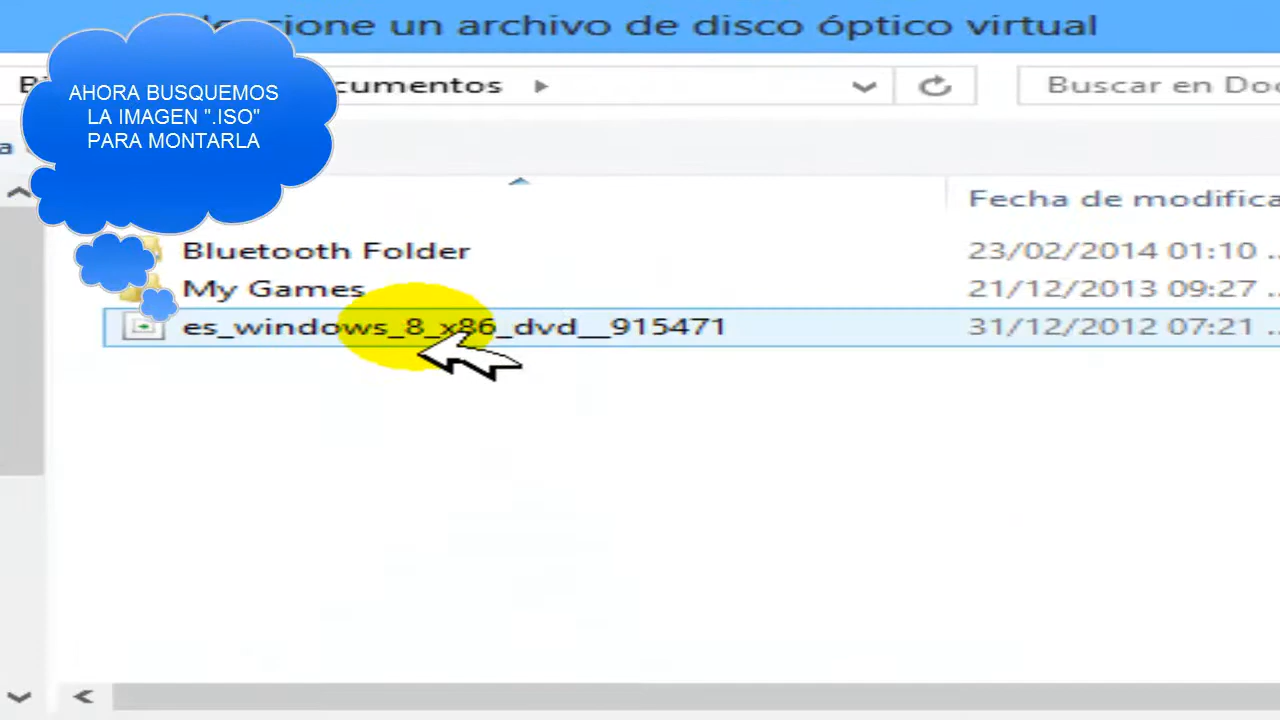 cione un archivo de disco óptico virtual
cumentos
Buscar en Doc
AHORA BUSQUEMOS
LA IMAGEN ".ISO"
PARA MONTARLA
a
Fecha de modifica
Bluetooth Folder 23/02/2014 01:10 ...
My Games 21/12/2013 09:27 ...
es_windows_8_x86_dvd__915471 31/12/2012 07:21 ...